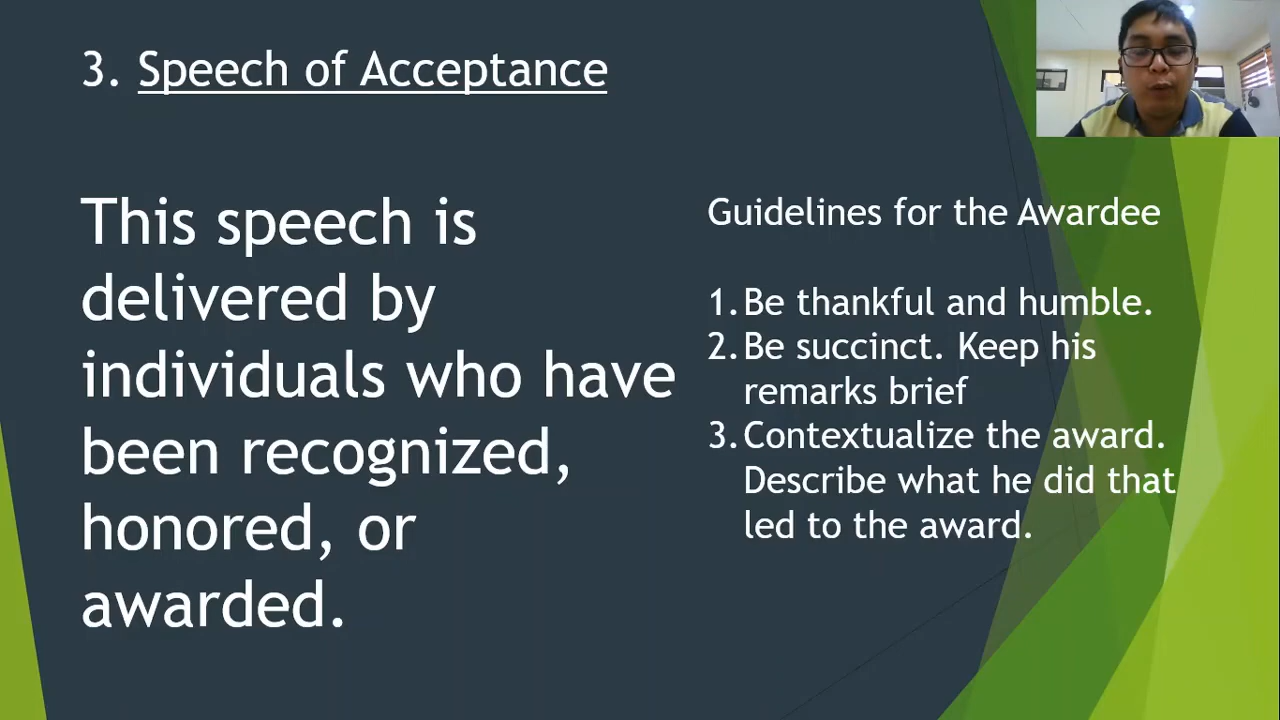 3. Speech of Acceptance
This speech is
delivered by
individuals who have
been recognized,
honored, or
awarded.
Guidelines for the Awardee
1. Be thankful and humble.
2. Be succinct. Keep his
remarks brief
3. Contextualize the award.
Describe what he did that
led to the award.